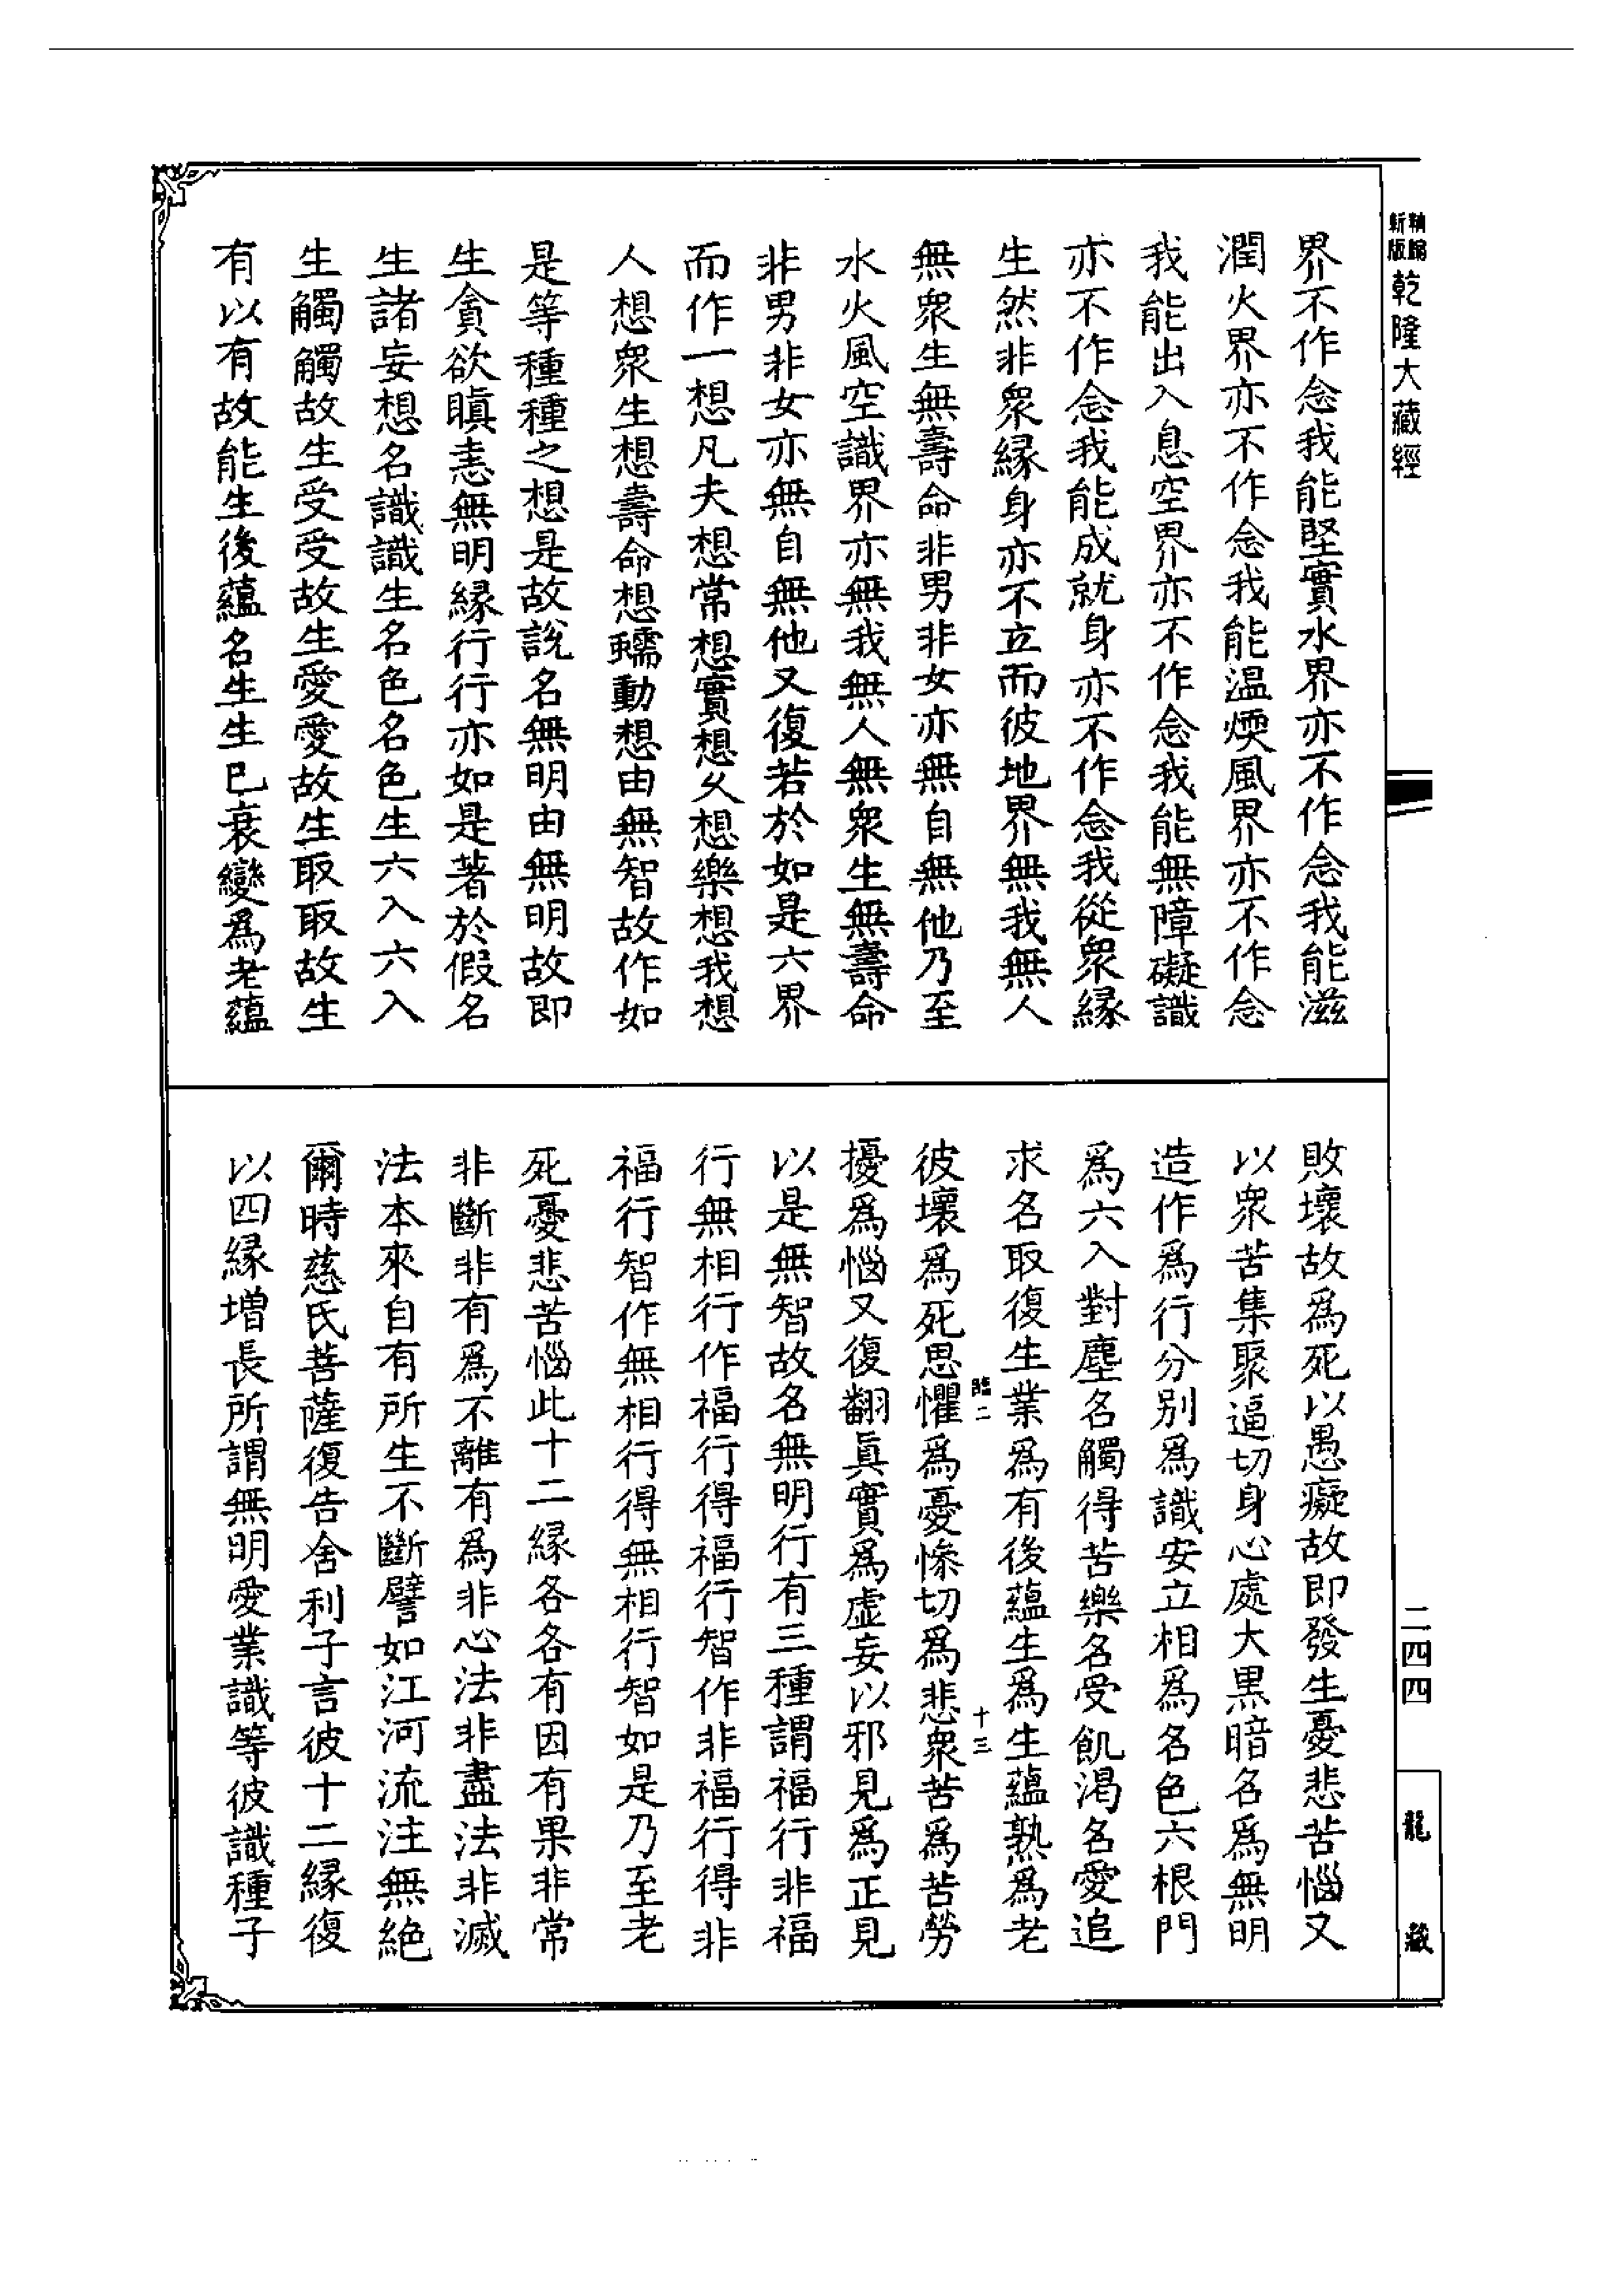 新版
精編
乾隆大藏經
界不作念我能堅實水界亦不作念我能滋
潤火界亦不作念我能温煗風界亦不作念
我能出入息空界亦不作念我能無障礙識
亦不作念我能成就身亦不作念我從衆緣
生然非衆緣身亦不立而彼地界無我無人
無衆生無壽命非男非女亦無自無他乃至
水火風空識界亦無我無人無衆生無壽命
非男非女亦無自無他又復若於如是六界
而作一想凡夫想常想實想久想樂想我想
人想衆生想壽命想蠕動想由無智故作如
是等種種之想是故說名無明由無明故即
生貪欲瞋恚無明緣行行亦如是著於假名
生諸妄想名識識生名色名色生六入六入
生觸觸故生受受故生愛愛故生取取故生
有以有故能生後蘊名生生已衰變爲老蘊
敗壞故爲死以愚癡故即發生憂悲苦惱又
以衆苦集聚逼切身心處大黑暗名爲無明
造作爲行分別爲識安立相爲名色六根門
爲六入對塵名觸得苦樂名受飢渴名愛追
求名取復生業爲有後蘊生爲生蘊熟爲老
臨二 十三
彼壞爲死思懼爲憂慘切爲悲衆苦爲苦勞
擾爲惱又復翻眞實爲虛妄以邪見爲正見
以是無智故名無明行有三種謂福行非福
行無相行作福行得福行智作非福行得非
福行智作無相行得無相行智如是乃至老
死憂悲苦惱此十二緣各各有因有果非常
非斷非有爲不離有爲非心法非盡法非滅
法本來自有所生不斷譬如江河流注無絕
爾時慈氏菩薩復告舍利子言彼十二緣復
以四緣增長所謂無明愛業識等彼識種子
二四四
龍藏